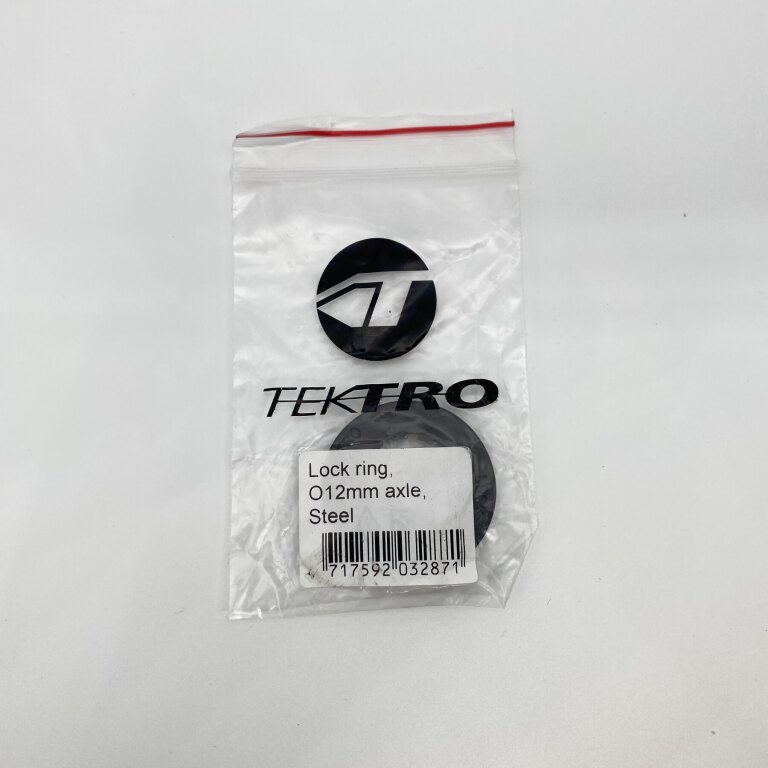 TEKTRO
Lock ring,
O12mm axle,
Steel
717592 032871